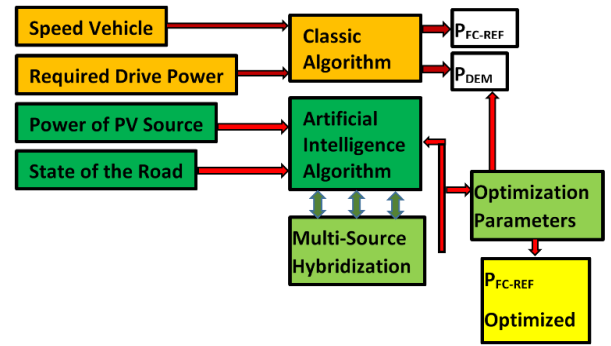 Speed Vehicle
Required Drive Power
Classic
Algorithm
PFC-REF
PDEM
Power of PV Source
State of the Road
Artificial
Intelligence
Algorithm
Multi-Source
Hybridization
Optimization
Parameters
PFC-REF
Optimized